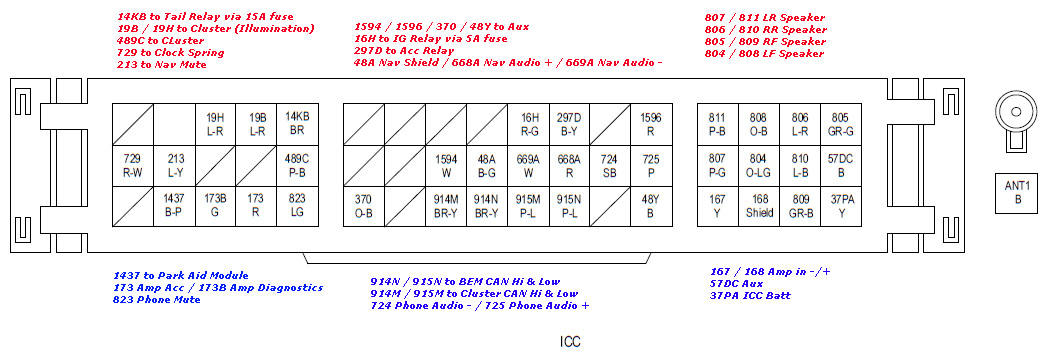 14KB to Tail Relay via 15A fuse
19B / 19H to Cluster (Illumination)
489C to CLuster
729 to Clock Spring
213 to Nav Mute
1594 / 1596 / 370 / 48Y to Aux
16H to IG Relay via 5A fuse
297D to Acc Relay
48A Nav Shield / 668A Nav Audio + / 669A Nav Audio -
807 / 811 LR Speaker
806 / 810 RR Speaker
805 / 809 RF Speaker
804 / 808 LF Speaker
19H 19B 14KB
L-R L-R BR
729 213 489C
R-W L-Y P-B
1437 173B 173 823
B-P G R LG
16H 297D 1596
R-G B-Y R
1594 48A 669A 668A 724 725
W B-G W R SB P
370 914M 914N 915M 915N 48Y
O-B BR-Y BR-Y P-L P-L B
811 808 806 805
P-B O-B L-R GR-G
807 804 810 57DC
P-G O-LG L-B B
167 168 809 37PA
Y Shield GR-B Y
ANT1
B
1437 to Park Aid Module
173 Amp Acc / 173B Amp Diagnostics
823 Phone Mute
914N / 915N to BEM CAN Hi & Low
914M / 915M to Cluster CAN Hi & Low
724 Phone Audio - / 725 Phone Audio +
167 / 168 Amp in -/+
57DC Aux
37PA ICC Batt
ICC